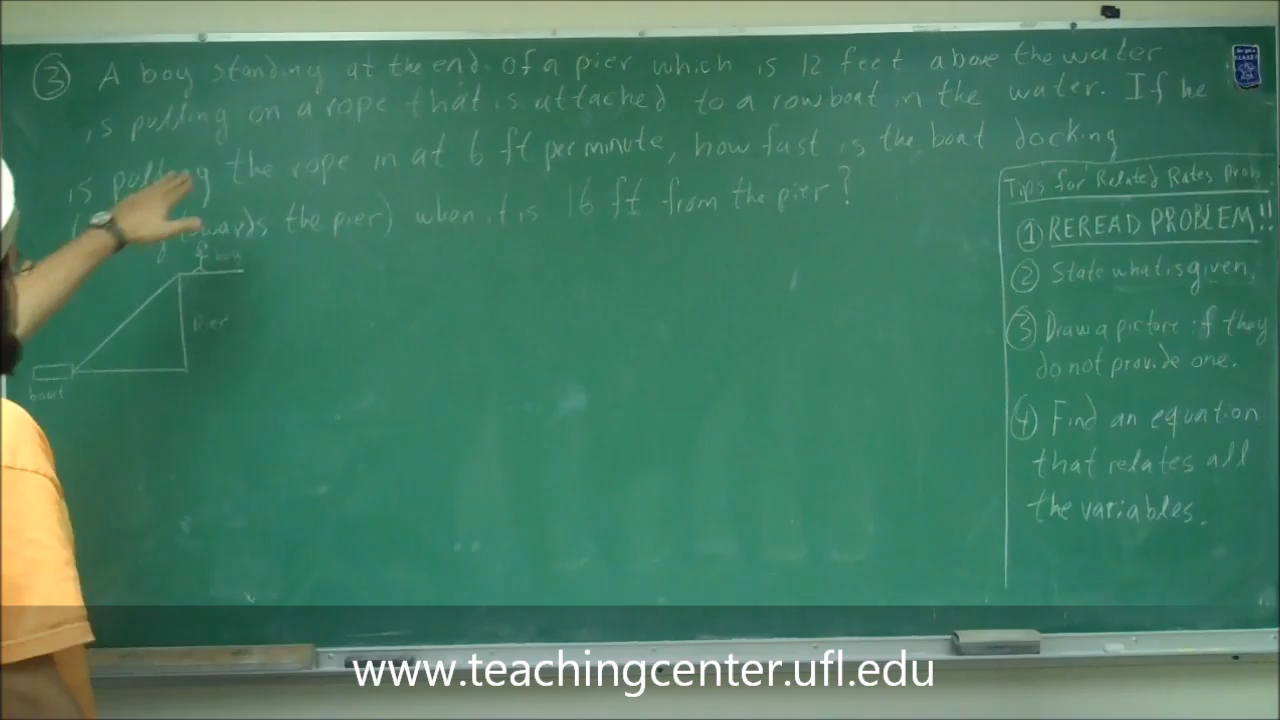 ③ A boy standing at the end of a pier which is 12 feet above the water
is pulling on a rope that is attached to a rowboat in the water. If he
is pulling the rope in at 6 ft per minute, how fast is the boat docking
towards the pier) when it is 16 ft from the pier?
boy
Pier
boat
Tips for Related Rates Prob.
① REREAD PROBLEM!!
② State what is given.
③ Draw a picture if they
do not provide one.
④ Find an equation
that relates all
the variables.
www.teachingcenter.ufl.edu